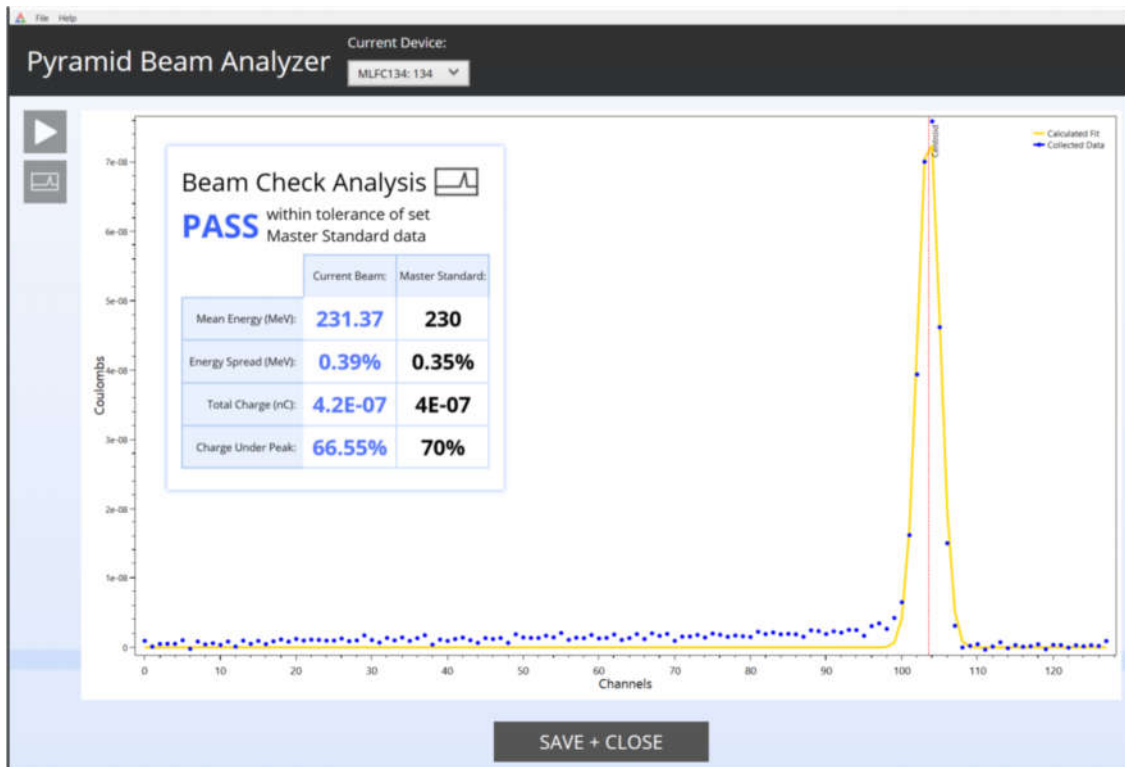 File Help
Pyramid Beam Analyzer
Current Device:
MLFC134: 134
Beam Check Analysis
PASS within tolerance of set
Master Standard data
Current Beam: Master Standard:
Mean Energy (MeV): 231.37 230
Energy Spread (MeV): 0.39% 0.35%
Total Charge (nC): 4.2E-07 4E-07
Charge Under Peak: 66.55% 70%
Calculated Fit
Collected Data
Centroid
Coulombs
7e-08
6e-08
5e-08
4e-08
3e-08
2e-08
1e-08
0
0 10 20 30 40 50 60 70 80 90 100 110 120
Channels
SAVE + CLOSE